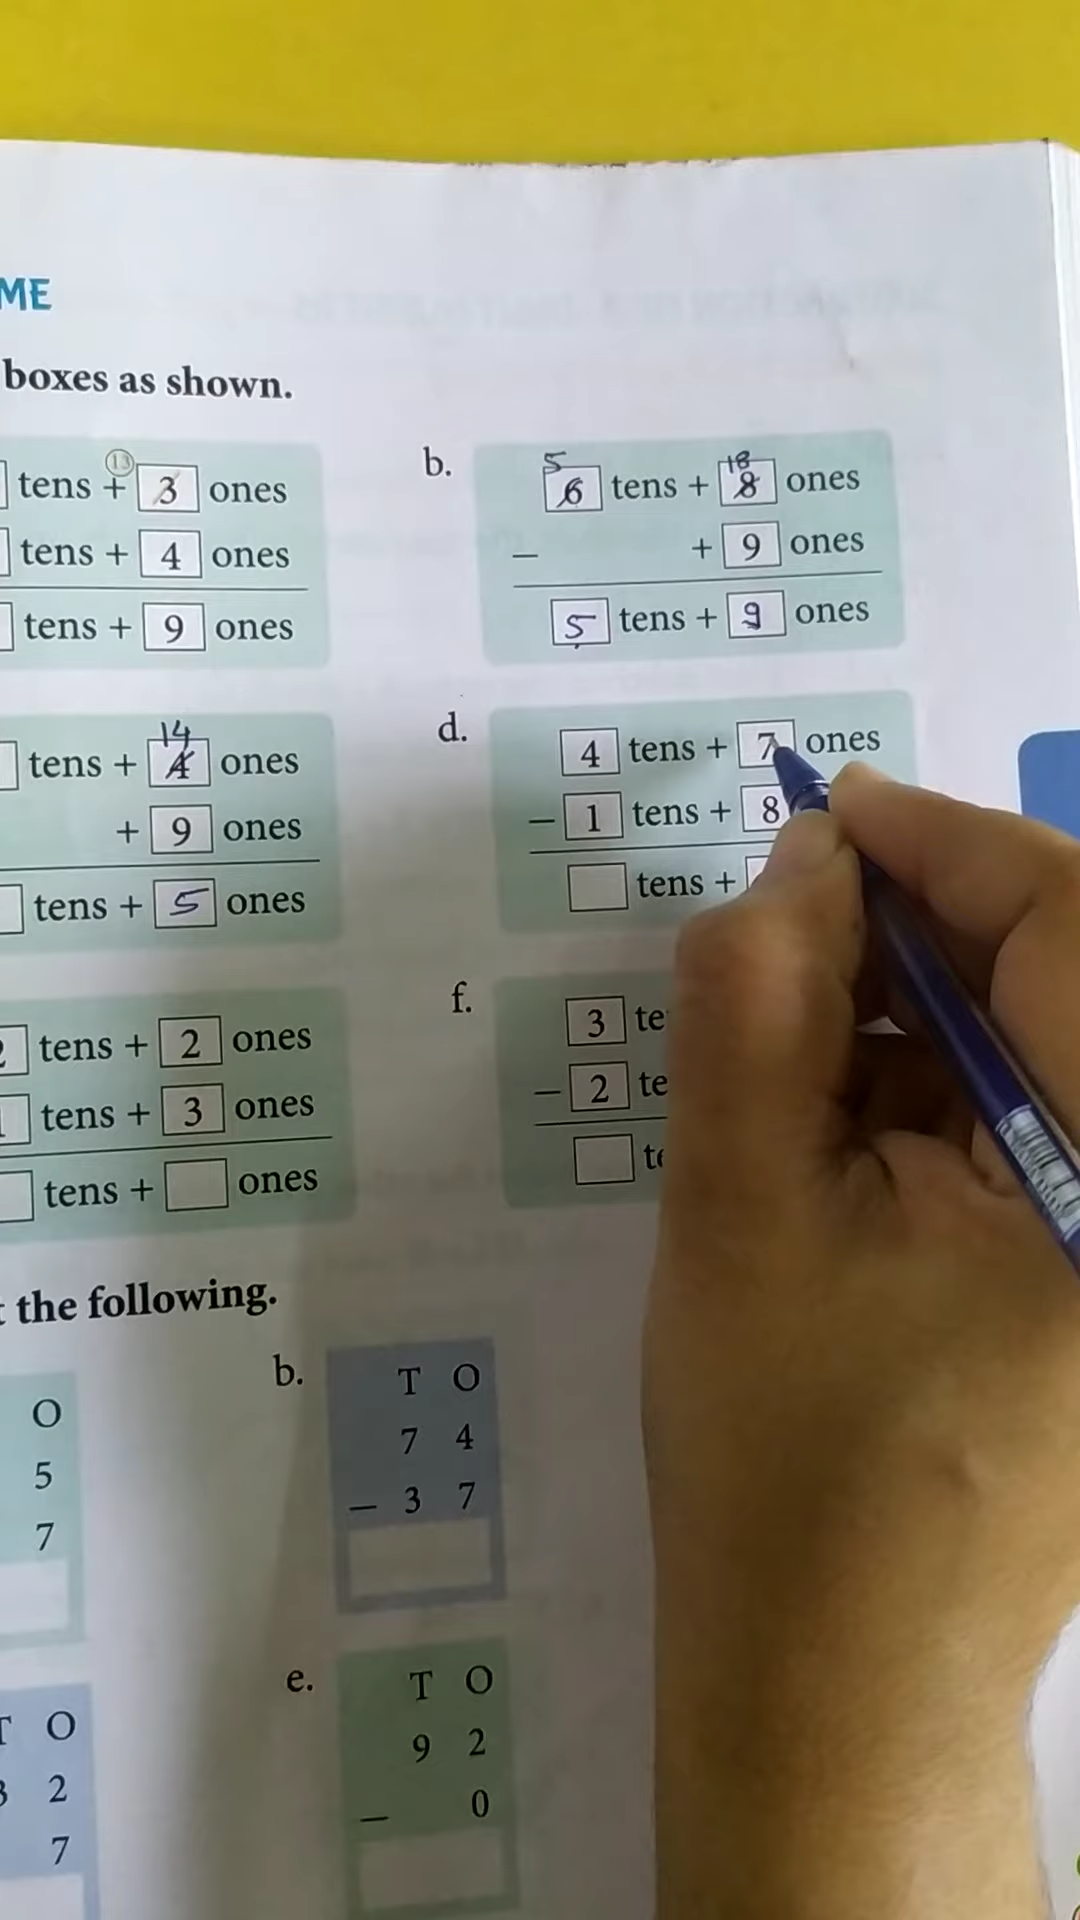 ME
boxes as shown.
13
tens + 3 ones
tens + 4 ones
tens + 9 ones
b.
5 18
6 tens + 8 ones
− + 9 ones
5 tens + 9 ones
14
tens + 4 ones
+ 9 ones
tens + 5 ones
d.
4 tens + 7 ones
− 1 tens + 8
tens +
tens + 2 ones
tens + 3 ones
tens + ones
f.
3 te
− 2 te
the following.
O
5
7
b.
T O
7 4
− 3 7
T O
2
7
e.
T O
9 2
− 0